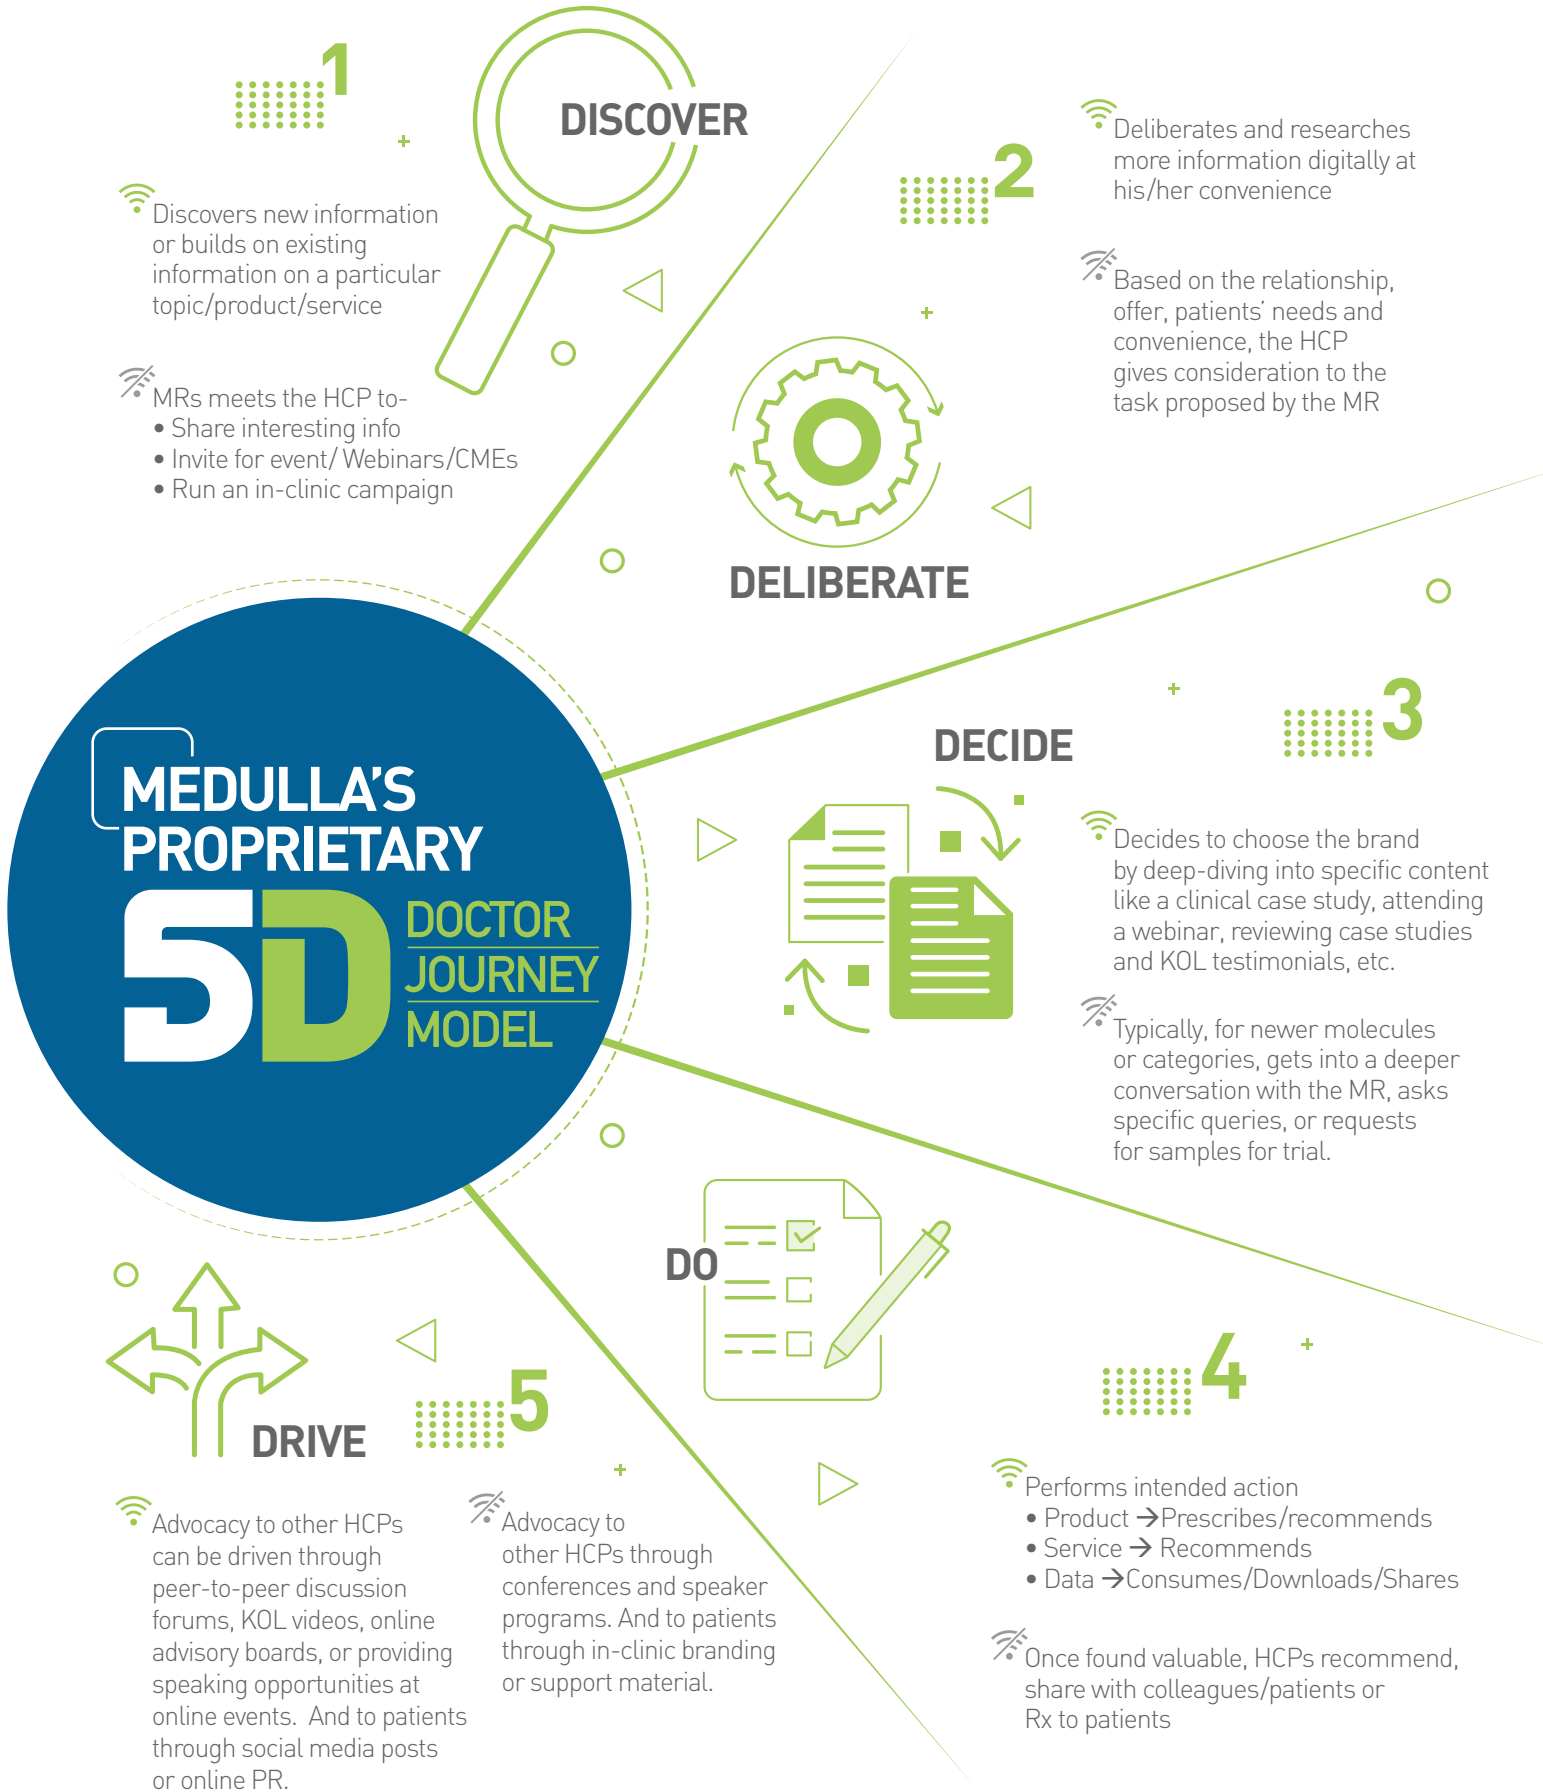 1
DISCOVER
Discovers new information
or builds on existing
information on a particular
topic/product/service
MRs meets the HCP to-
• Share interesting info
• Invite for event/ Webinars/CMEs
• Run an in-clinic campaign
2
Deliberates and researches
more information digitally at
his/her convenience
Based on the relationship,
offer, patients' needs and
convenience, the HCP
gives consideration to the
task proposed by the MR
DELIBERATE
MEDULLA'S
PROPRIETARY
5D
DOCTOR
JOURNEY
MODEL
3
DECIDE
Decides to choose the brand
by deep-diving into specific content
like a clinical case study, attending
a webinar, reviewing case studies
and KOL testimonials, etc.
Typically, for newer molecules
or categories, gets into a deeper
conversation with the MR, asks
specific queries, or requests
for samples for trial.
DO
4
Performs intended action
• Product →Prescribes/recommends
• Service → Recommends
• Data →Consumes/Downloads/Shares
Once found valuable, HCPs recommend,
share with colleagues/patients or
Rx to patients
DRIVE
5
Advocacy to other HCPs
can be driven through
peer-to-peer discussion
forums, KOL videos, online
advisory boards, or providing
speaking opportunities at
online events.  And to patients
through social media posts
or online PR.
Advocacy to
other HCPs through
conferences and speaker
programs. And to patients
through in-clinic branding
or support material.